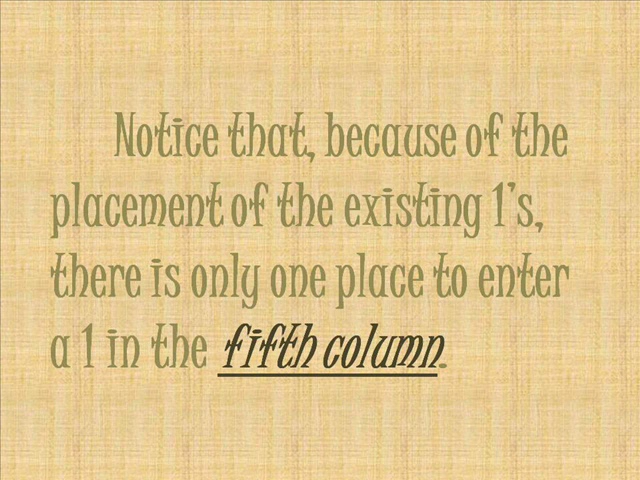 Notice that, because of the
placement of the existing 1's,
there is only one place to enter
a 1 in the fifth column.